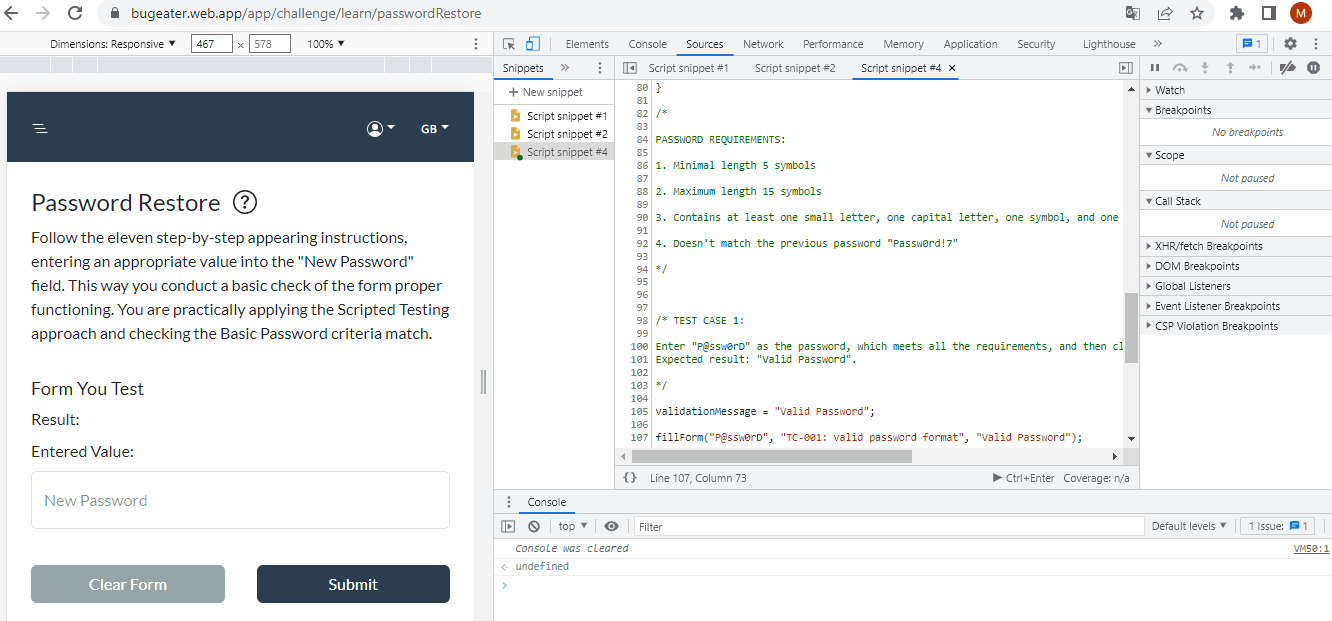 bugeater.web.app/app/challenge/learn/passwordRestore
M
Dimensions: Responsive ▼ 467 × 578 100% ▼
Elements Console Sources Network Performance Memory Application Security Lighthouse » 1
GB
Password Restore ?
Follow the eleven step-by-step appearing instructions,
entering an appropriate value into the "New Password"
field. This way you conduct a basic check of the form proper
functioning. You are practically applying the Scripted Testing
approach and checking the Basic Password criteria match.
Form You Test
Result:
Entered Value:
New Password
Clear Form Submit
Snippets »
+ New snippet
Script snippet #1
Script snippet #2
Script snippet #4
Script snippet #1 Script snippet #2 Script snippet #4 ×
80 }
81
82 /*
83
84 PASSWORD REQUIREMENTS:
85
86 1. Minimal length 5 symbols
87
88 2. Maximum length 15 symbols
89
90 3. Contains at least one small letter, one capital letter, one symbol, and one
91
92 4. Doesn't match the previous password "Passw0rd!7"
93
94 */
95
96
97
98 /* TEST CASE 1:
99
100 Enter "P@ssw0rD" as the password, which meets all the requirements, and then cl
101 Expected result: "Valid Password".
102
103 */
104
105 validationMessage = "Valid Password";
106
107 fillForm("P@ssw0rD", "TC-001: valid password format", "Valid Password");
{} Line 107, Column 73 ▶ Ctrl+Enter Coverage: n/a
Watch
Breakpoints
No breakpoints
Scope
Not paused
Call Stack
Not paused
XHR/fetch Breakpoints
DOM Breakpoints
Global Listeners
Event Listener Breakpoints
CSP Violation Breakpoints
Console
top ▼ Filter Default levels ▼ 1 Issue: 1
Console was cleared VM50:1
undefined